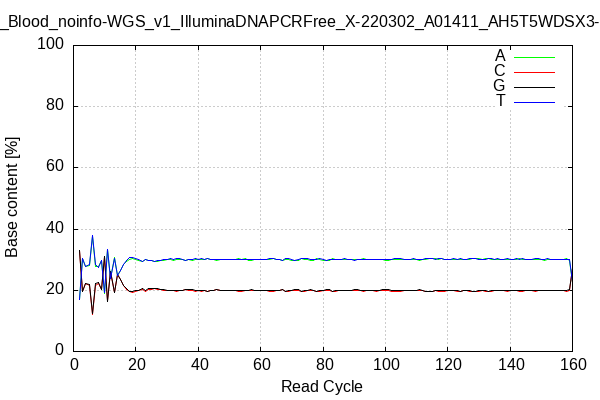 _Blood_noinfo-WGS_v1_IlluminaDNAPCRFree_X-220302_A01411_AH5T5WDSX3-
100
80
60
40
20
0
Base content [%]
A
C
G
T
0 20 40 60 80 100 120 140 160
Read Cycle